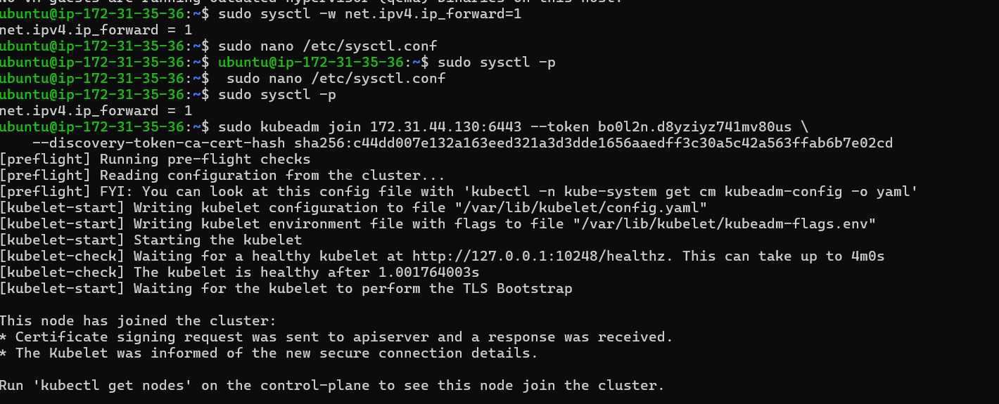 ubuntu@ip-172-31-35-36:~$ sudo sysctl -w net.ipv4.ip_forward=1
net.ipv4.ip_forward = 1
ubuntu@ip-172-31-35-36:~$ sudo nano /etc/sysctl.conf
ubuntu@ip-172-31-35-36:~$ ubuntu@ip-172-31-35-36:~$ sudo sysctl -p
ubuntu@ip-172-31-35-36:~$  sudo nano /etc/sysctl.conf
ubuntu@ip-172-31-35-36:~$ sudo sysctl -p
net.ipv4.ip_forward = 1
ubuntu@ip-172-31-35-36:~$ sudo kubeadm join 172.31.44.130:6443 --token bo0l2n.d8yziyz741mv80us \
    --discovery-token-ca-cert-hash sha256:c44dd007e132a163eed321a3d3dde1656aaedff3c30a5c42a563ffab6b7e02cd
[preflight] Running pre-flight checks
[preflight] Reading configuration from the cluster...
[preflight] FYI: You can look at this config file with 'kubectl -n kube-system get cm kubeadm-config -o yaml'
[kubelet-start] Writing kubelet configuration to file "/var/lib/kubelet/config.yaml"
[kubelet-start] Writing kubelet environment file with flags to file "/var/lib/kubelet/kubeadm-flags.env"
[kubelet-start] Starting the kubelet
[kubelet-check] Waiting for a healthy kubelet at http://127.0.0.1:10248/healthz. This can take up to 4m0s
[kubelet-check] The kubelet is healthy after 1.001764003s
[kubelet-start] Waiting for the kubelet to perform the TLS Bootstrap

This node has joined the cluster:
* Certificate signing request was sent to apiserver and a response was received.
* The Kubelet was informed of the new secure connection details.

Run 'kubectl get nodes' on the control-plane to see this node join the cluster.